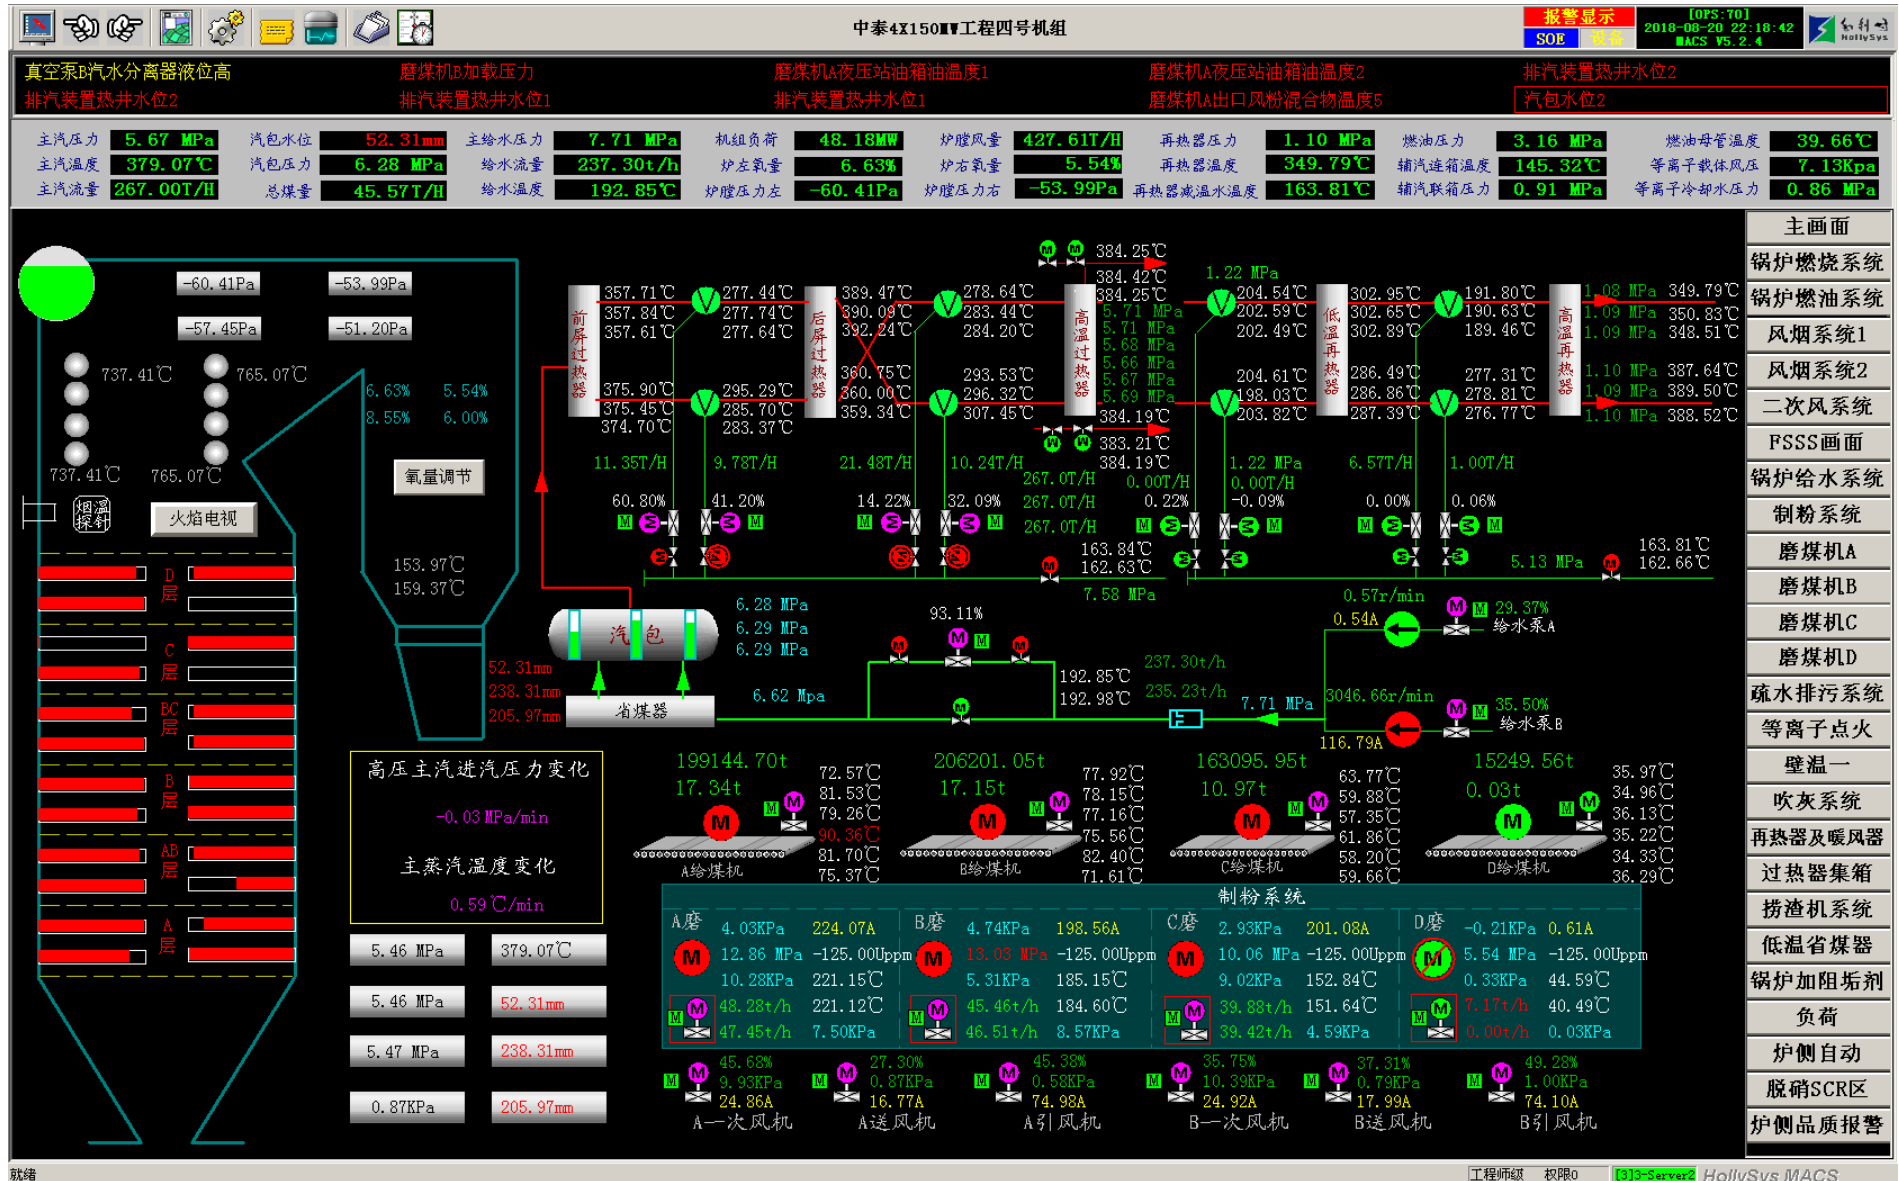 中泰4X150MW工程四号机组
报警显示
SOE 设备
[OPS:70]
2018-08-20 22:18:42
MACS V5.2.4
和利时
HollySys
真空泵B汽水分离器液位高 磨煤机B加载压力 磨煤机A夜压站油箱油温度1 磨煤机A夜压站油箱油温度2 排汽装置热井水位2
排汽装置热井水位2 排汽装置热井水位1 排汽装置热井水位1 磨煤机A出口风粉混合物温度5 汽包水位2
主汽压力 5.67 MPa 汽包水位 52.31mm 主给水压力 7.71 MPa 机组负荷 48.18MW 炉膛风量 427.61T/H 再热器压力 1.10 MPa 燃油压力 3.16 MPa 燃油母管温度 39.66℃
主汽温度 379.07℃ 汽包压力 6.28 MPa 给水流量 237.30t/h 炉左氧量 6.63% 炉右氧量 5.54% 再热器温度 349.79℃ 辅汽连箱温度 145.32℃ 等离子载体风压 7.13Kpa
主汽流量 267.00T/H 总煤量 45.57T/H 给水温度 192.85℃ 炉膛压力左 -60.41Pa 炉膛压力右 -53.99Pa 再热器减温水温度 163.81℃ 辅汽联箱压力 0.91 MPa 等离子冷却水压力 0.86 MPa
-60.41Pa -53.99Pa
-57.45Pa -51.20Pa
737.41℃ 765.07℃
6.63% 5.54%
8.55% 6.00%
737.41℃ 765.07℃
氧量调节
烟温探针
火焰电视
153.97℃
159.37℃
D层
C层
BC层
B层
AB层
A层
384.25℃
384.42℃
384.25℃
前屏过热器
357.71℃ 277.44℃
357.84℃ 277.74℃
357.61℃ 277.64℃
375.90℃ 295.29℃
375.45℃ 285.70℃
374.70℃ 283.37℃
后屏过热器
389.47℃ 278.64℃
390.09℃ 283.44℃
392.24℃ 284.20℃
360.75℃ 293.53℃
360.00℃ 296.32℃
359.34℃ 307.45℃
高温过热器
5.71 MPa
5.71 MPa
5.68 MPa
5.66 MPa
5.67 MPa
5.69 MPa
384.19℃
383.21℃
384.19℃
1.22 MPa
204.54℃
202.59℃
202.49℃
204.61℃
198.03℃
203.82℃
低温再热器
302.95℃ 191.80℃
302.65℃ 190.63℃
302.89℃ 189.46℃
286.49℃ 277.31℃
286.86℃ 278.81℃
287.39℃ 276.77℃
高温再热器
1.08 MPa 349.79℃
1.09 MPa 350.83℃
1.09 MPa 348.51℃
1.10 MPa 387.64℃
1.09 MPa 389.50℃
1.10 MPa 388.52℃
11.35T/H 9.78T/H 21.48T/H 10.24T/H 1.22 MPa 6.57T/H 1.00T/H
267.0T/H 0.00T/H 0.00T/H
60.80% 41.20% 14.22% 32.09% 267.0T/H 0.22% -0.09% 0.00% 0.06%
267.0T/H
163.84℃
162.63℃
5.13 MPa
163.81℃
162.66℃
7.58 MPa
汽包
6.28 MPa
6.29 MPa
6.29 MPa
52.31mm
238.31mm
205.97mm
省煤器
6.62 Mpa
93.11%
192.85℃
192.98℃
237.30t/h
235.23t/h
7.71 MPa
0.57r/min
0.54A
29.37%
给水泵A
3046.66r/min
35.50%
给水泵B
116.79A
高压主汽进汽压力变化
-0.03MPa/min
主蒸汽温度变化
0.59℃/min
5.46 MPa 379.07℃
5.46 MPa 52.31mm
5.47 MPa 238.31mm
0.87KPa 205.97mm
199144.70t
17.34t
72.57℃
81.53℃
79.26℃
90.36℃
81.70℃
75.37℃
A给煤机
206201.05t
17.15t
77.92℃
78.15℃
77.16℃
75.56℃
82.40℃
71.61℃
B给煤机
163095.95t
10.97t
63.77℃
59.88℃
57.35℃
61.86℃
58.20℃
59.66℃
C给煤机
15249.56t
0.03t
35.97℃
34.96℃
36.13℃
35.22℃
34.33℃
36.29℃
D给煤机
制粉系统
A磨 4.03KPa 224.07A
12.86 MPa -125.00Uppm
10.28KPa 221.15℃
48.28t/h 221.12℃
47.45t/h 7.50KPa
B磨 4.74KPa 198.56A
13.03 MPa -125.00Uppm
5.31KPa 185.15℃
45.46t/h 184.60℃
46.51t/h 8.57KPa
C磨 2.93KPa 201.08A
10.06 MPa -125.00Uppm
9.02KPa 152.84℃
39.88t/h 151.64℃
39.42t/h 4.59KPa
D磨 -0.21KPa 0.61A
5.54 MPa -125.00Uppm
0.33KPa 44.59℃
7.17t/h 40.49℃
0.00t/h 0.03KPa
45.68% 27.30% 45.38% 35.75% 37.31% 49.28%
9.93KPa 0.87KPa 0.58KPa 10.39KPa 0.79KPa 1.00KPa
24.86A 16.77A 74.98A 24.92A 17.99A 74.10A
A一次风机 A送风机 A引风机 B一次风机 B送风机 B引风机
主画面
锅炉燃烧系统
锅炉燃油系统
风烟系统1
风烟系统2
二次风系统
FSSS画面
锅炉给水系统
制粉系统
磨煤机A
磨煤机B
磨煤机C
磨煤机D
疏水排污系统
等离子点火
壁温一
吹灰系统
再热器及暖风器
过热器集箱
捞渣机系统
低温省煤器
锅炉加阻垢剂
负荷
炉侧自动
脱硝SCR区
炉侧品质报警
就绪 工程师级 权限0 [3]3-Server2 HollySys MACS